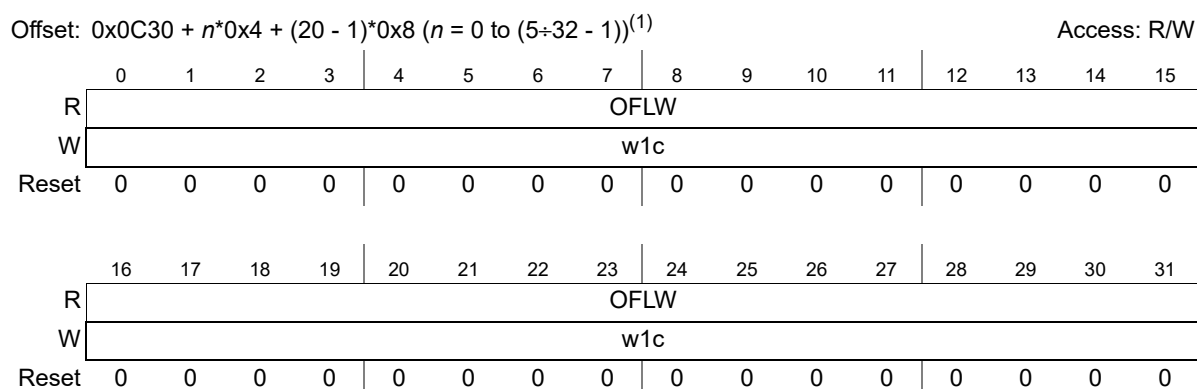 Offset: 0x0C30 + n*0x4 + (20 - 1)*0x8 (n = 0 to (5÷32 - 1))(1) Access: R/W
0 1 2 3 4 5 6 7 8 9 10 11 12 13 14 15
R OFLW
W w1c
Reset 0 0 0 0 0 0 0 0 0 0 0 0 0 0 0 0
16 17 18 19 20 21 22 23 24 25 26 27 28 29 30 31
R OFLW
W w1c
Reset 0 0 0 0 0 0 0 0 0 0 0 0 0 0 0 0